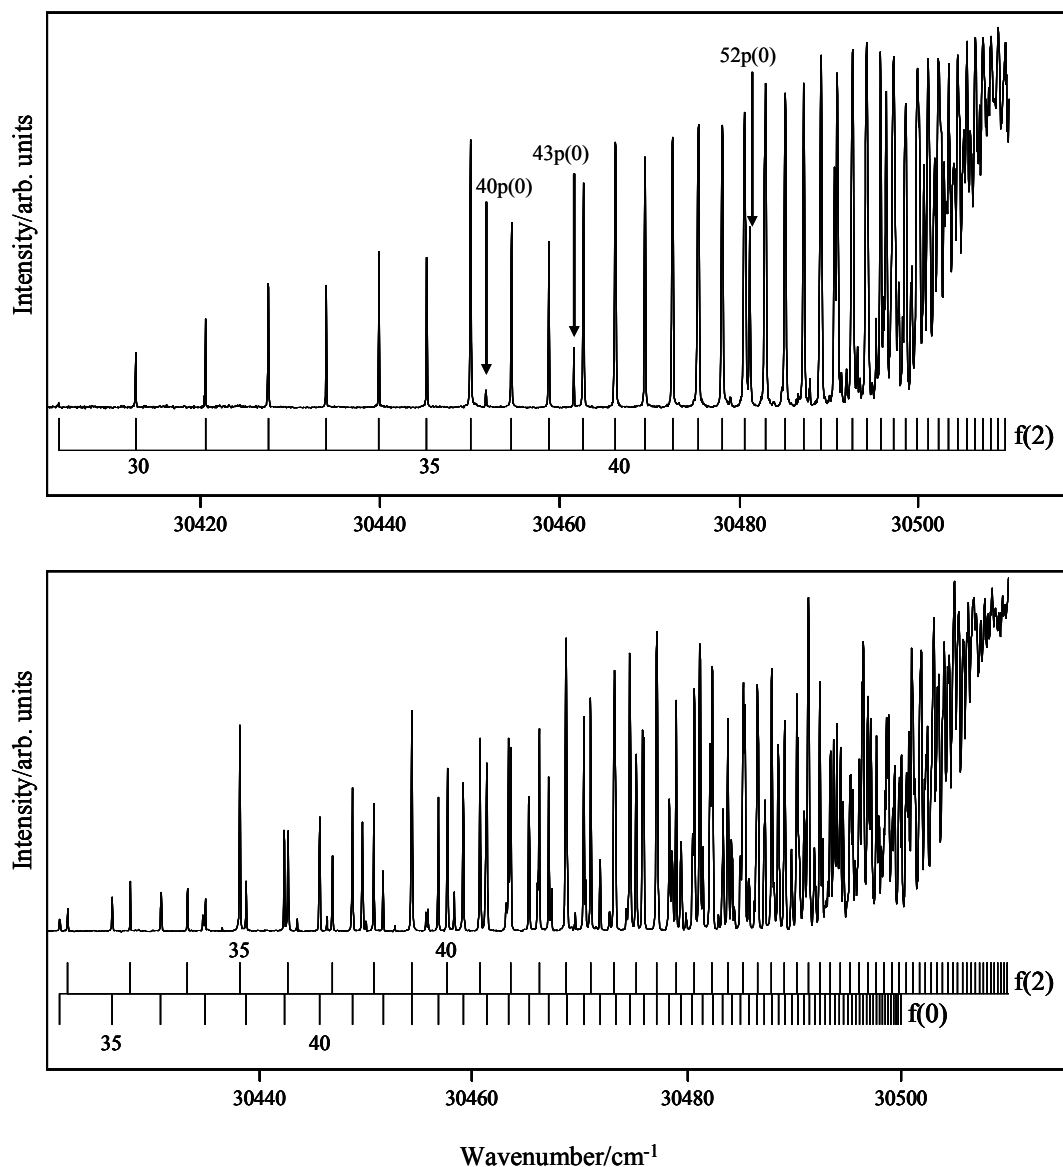 52p(0)
43p(0)
40p(0)
Intensity/arb. units
f(2)
30 35 40
30420 30440 30460 30480 30500
Intensity/arb. units
35 40
f(2)
f(0)
35 40
30440 30460 30480 30500
Wavenumber/cm⁻¹